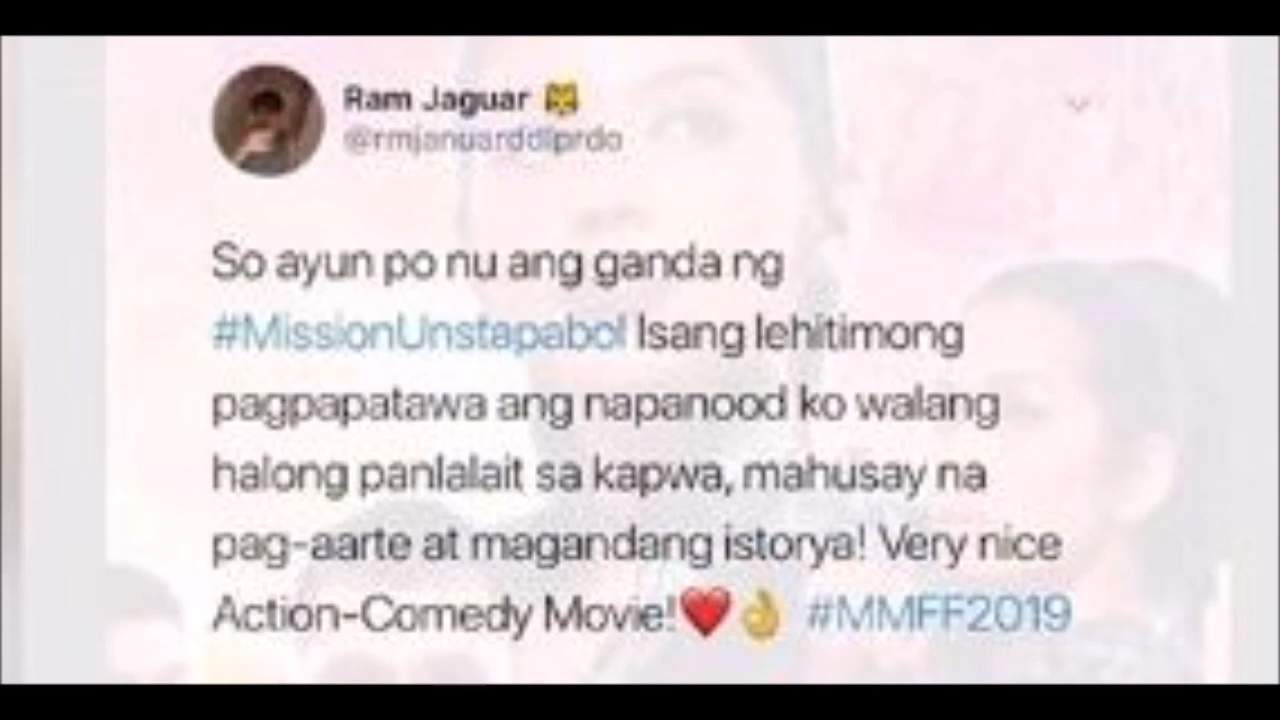 Ram Jaguar 🐯
@rmjanuarddlprdo
So ayun po nu ang ganda ng
#MissionUnstapabol Isang lehitimong
pagpapatawa ang napanood ko walang
halong panlalait sa kapwa, mahusay na
pag-aarte at magandang istorya! Very nice
Action-Comedy Movie!❤️👌 #MMFF2019